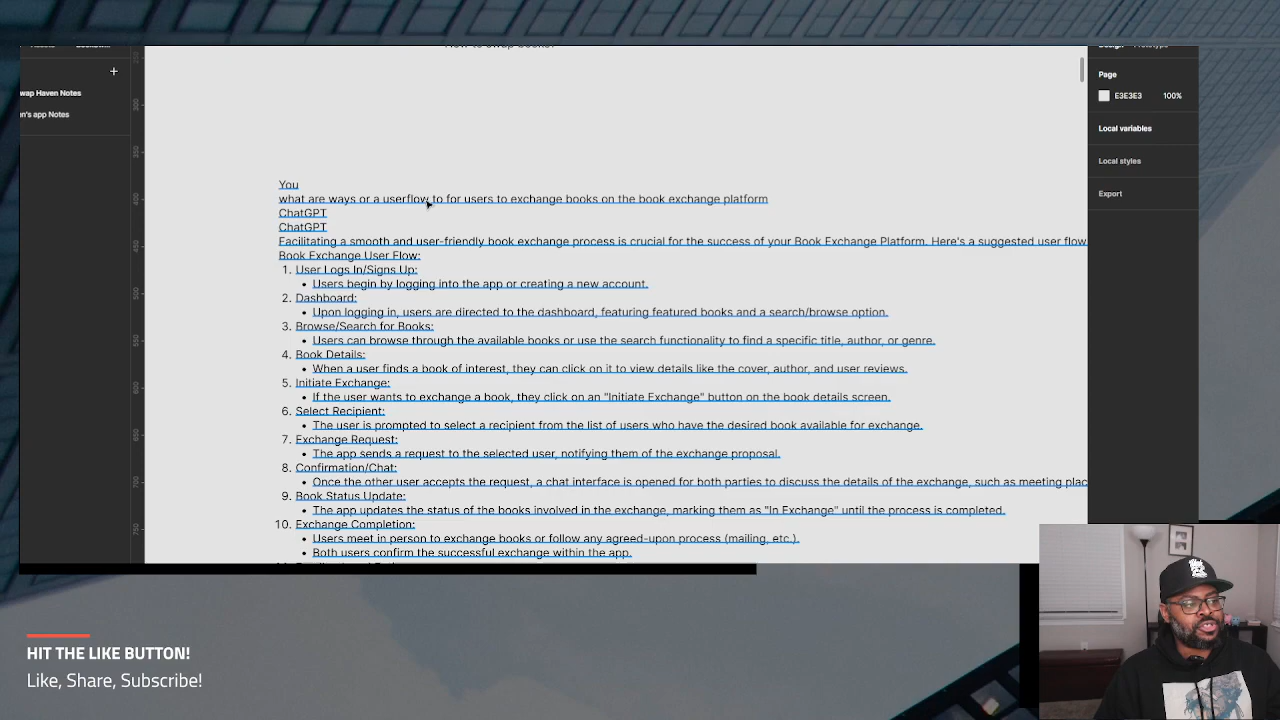 How to swap books?
Design Prototype
Page
E3E3E3 100%
wap Haven Notes
n's app Notes
Local variables
Local styles
Export
You
what are ways or a userflow to for users to exchange books on the book exchange platform
ChatGPT
ChatGPT
Facilitating a smooth and user-friendly book exchange process is crucial for the success of your Book Exchange Platform. Here's a suggested user flow
Book Exchange User Flow:
1. User Logs In/Signs Up:
• Users begin by logging into the app or creating a new account.
2. Dashboard:
• Upon logging in, users are directed to the dashboard, featuring featured books and a search/browse option.
3. Browse/Search for Books:
• Users can browse through the available books or use the search functionality to find a specific title, author, or genre.
4. Book Details:
• When a user finds a book of interest, they can click on it to view details like the cover, author, and user reviews.
5. Initiate Exchange:
• If the user wants to exchange a book, they click on an "Initiate Exchange" button on the book details screen.
6. Select Recipient:
• The user is prompted to select a recipient from the list of users who have the desired book available for exchange.
7. Exchange Request:
• The app sends a request to the selected user, notifying them of the exchange proposal.
8. Confirmation/Chat:
• Once the other user accepts the request, a chat interface is opened for both parties to discuss the details of the exchange, such as meeting plac
9. Book Status Update:
• The app updates the status of the books involved in the exchange, marking them as "In Exchange" until the process is completed.
10. Exchange Completion:
• Users meet in person to exchange books or follow any agreed-upon process (mailing, etc.).
• Both users confirm the successful exchange within the app.
HIT THE LIKE BUTTON!
Like, Share, Subscribe!